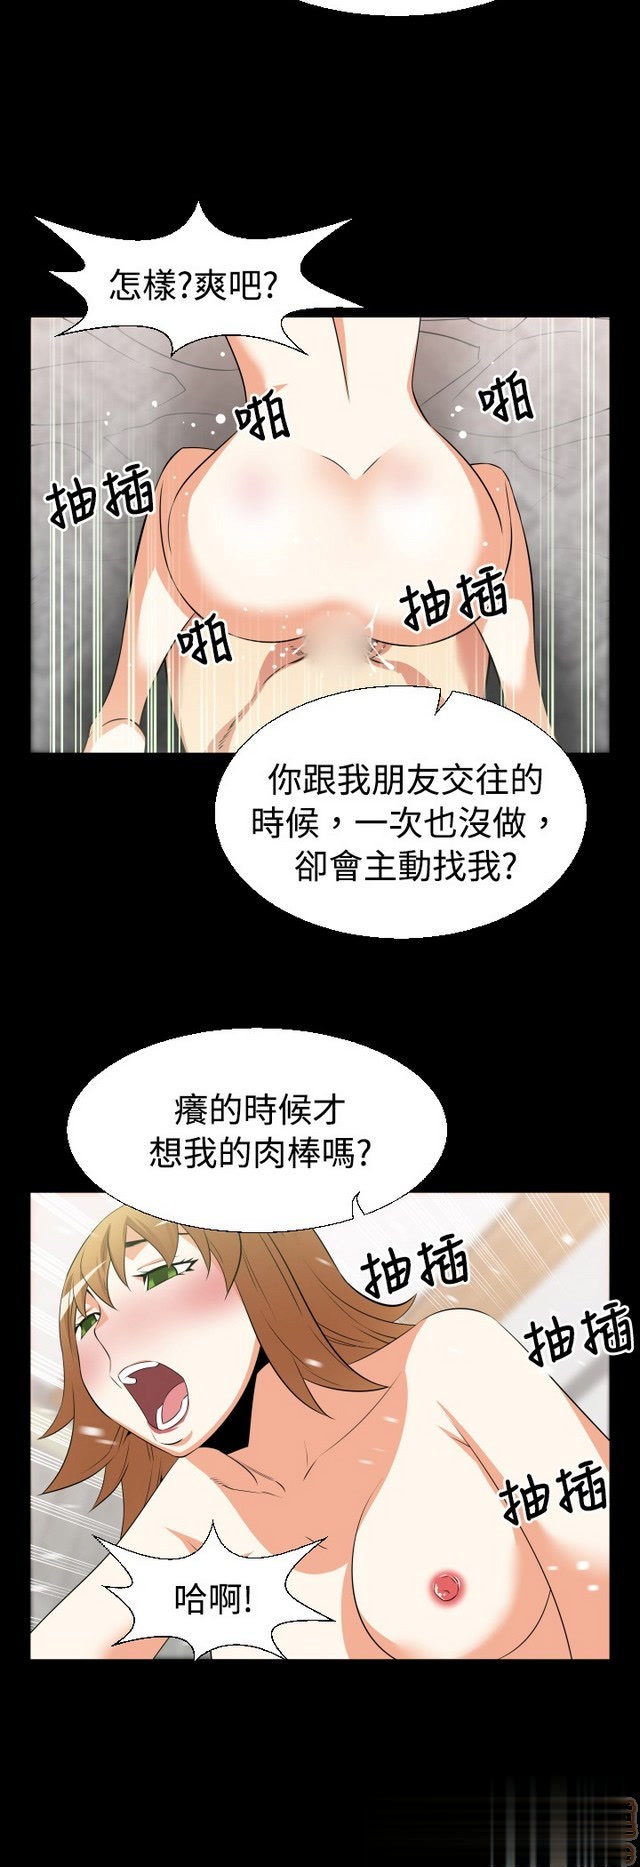 怎樣?爽吧?
啪
啪
抽插
抽插
啪
你跟我朋友交往的
時候，一次也沒做，
卻會主動找我?
癢的時候才
想我的肉棒嗎?
抽插
抽插
抽插
哈啊!